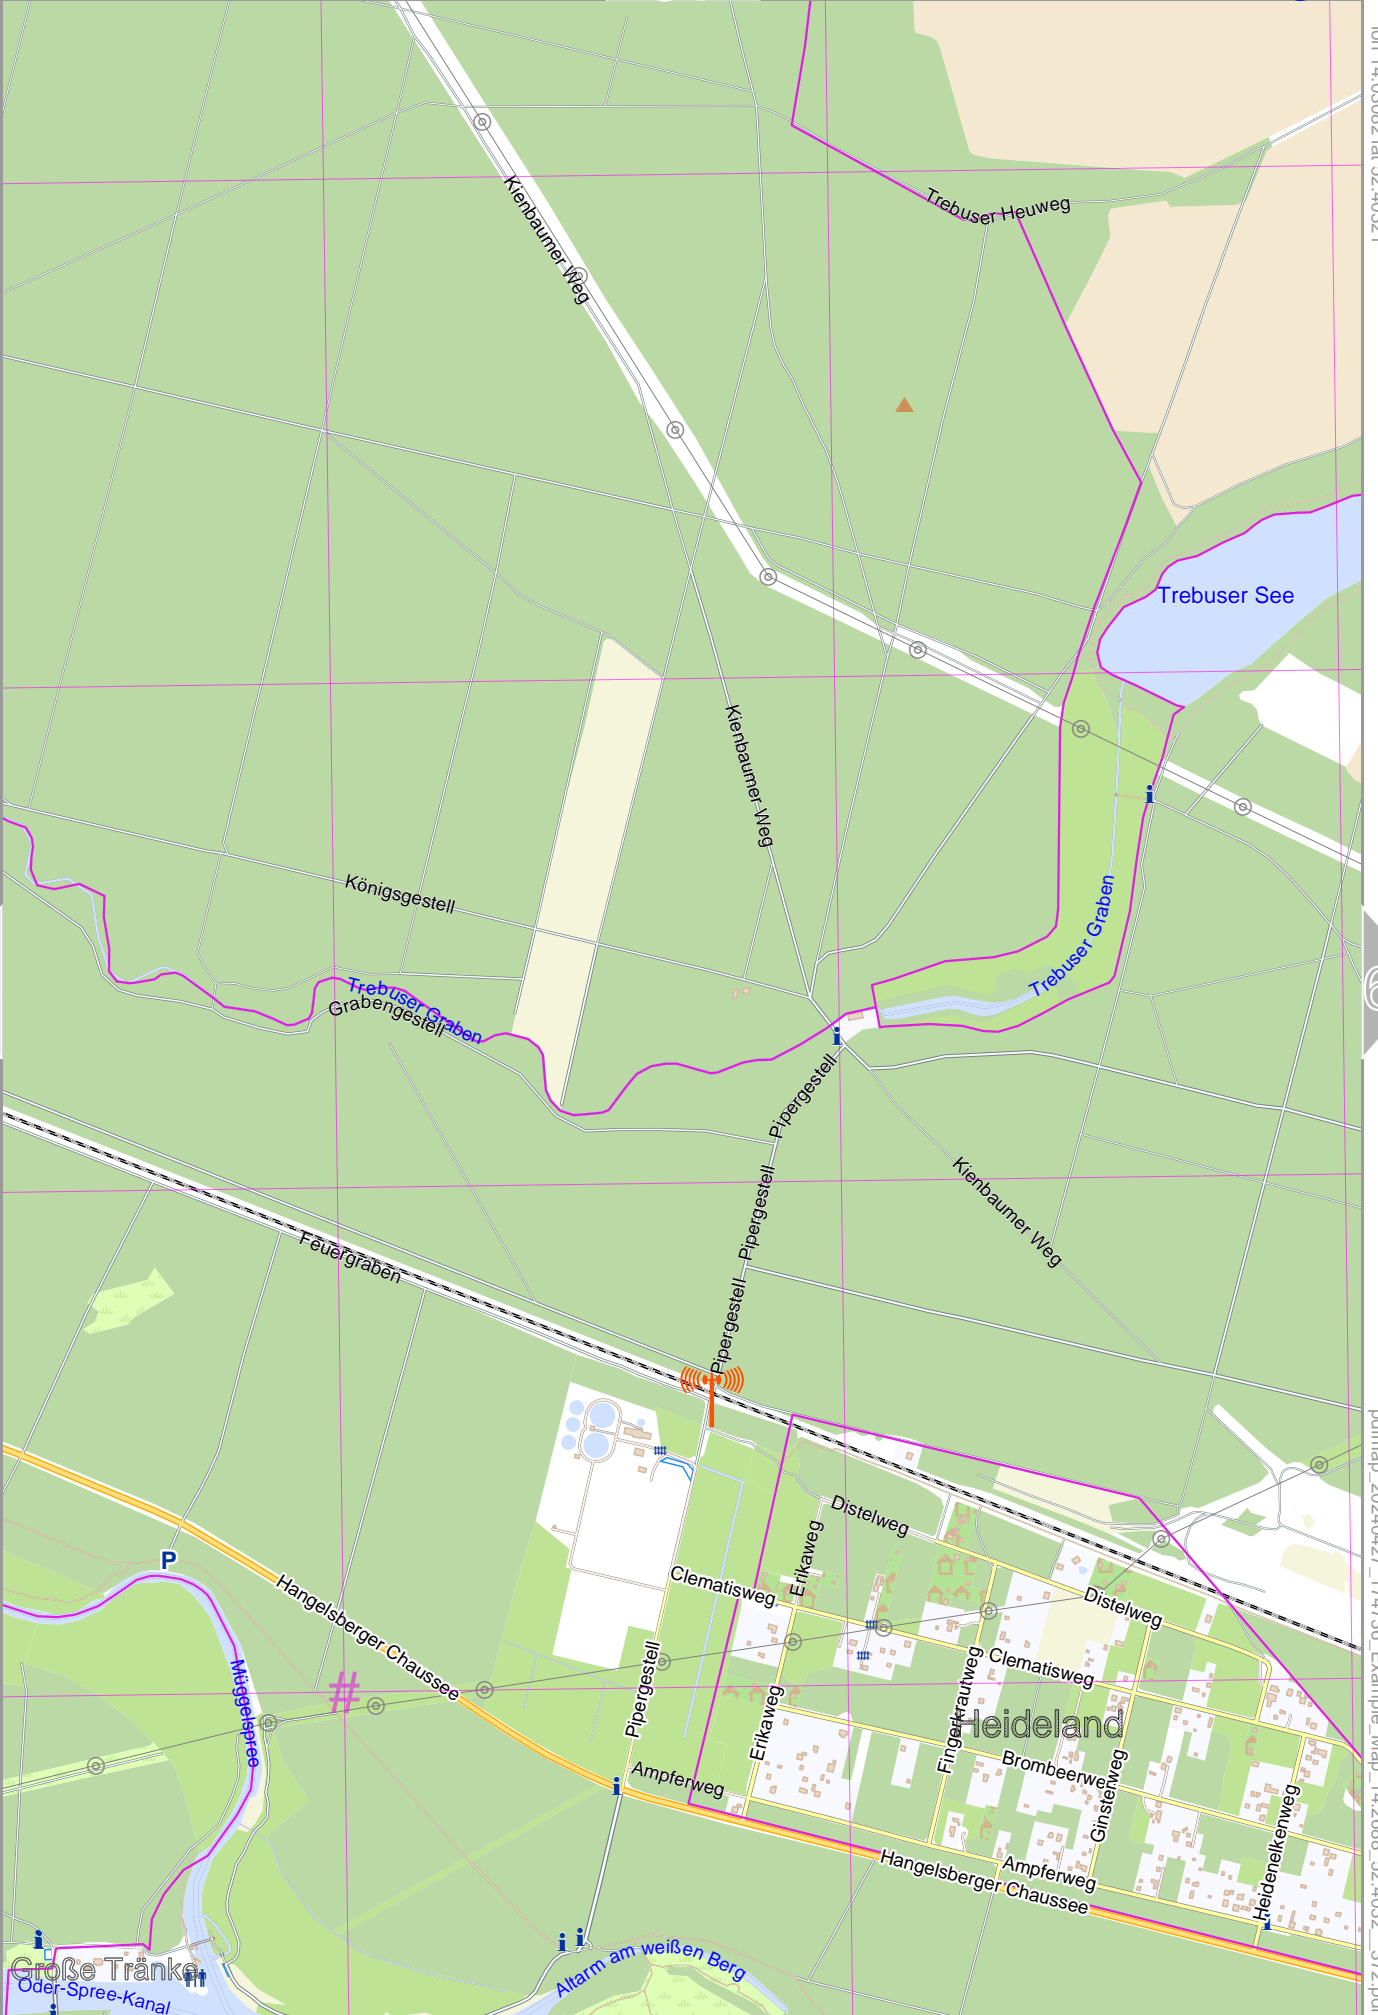 Kienbaumer Weg
Trebuser Heuweg
Trebuser See
Kienbaumer Weg
Königsgestell
Trebuser Graben
Trebuser Graben
Grabengestell
Pipergestell
Pipergestell
Kienbaumer Weg
Feuergraben
Pipergestell
Distelweg
Erikaweg
Clematisweg
Hangelsberger Chaussee
P
Distelweg
Müggelspree
#
Pipergestell
Clematisweg
Fingerkrautweg
Erikaweg
Heideland
Ampferweg
Brombeerwe
Ginsterweg
Heidenelkenweg
Hangelsberger Chaussee
Ampferweg
Große Tränke
Altarm am weißen Berg
Oder-Spree-Kanal